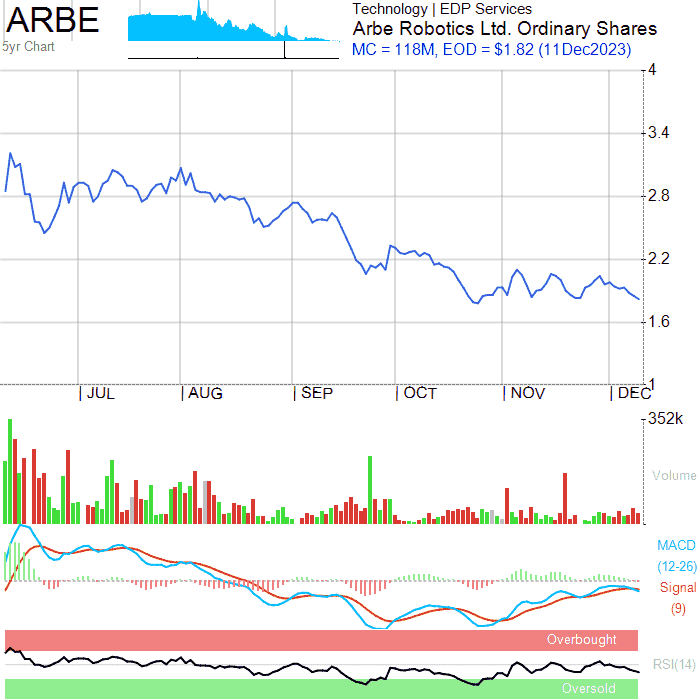 ARBE
5yr Chart
Technology | EDP Services
Arbe Robotics Ltd. Ordinary Shares
MC = 118M, EOD = $1.82 (11Dec2023)
4
3.4
2.8
2.2
1.6
1
| JUL | AUG | SEP | OCT | NOV | DEC
352k
Volume
MACD
(12-26)
Signal
(9)
Overbought
RSI(14)
Oversold